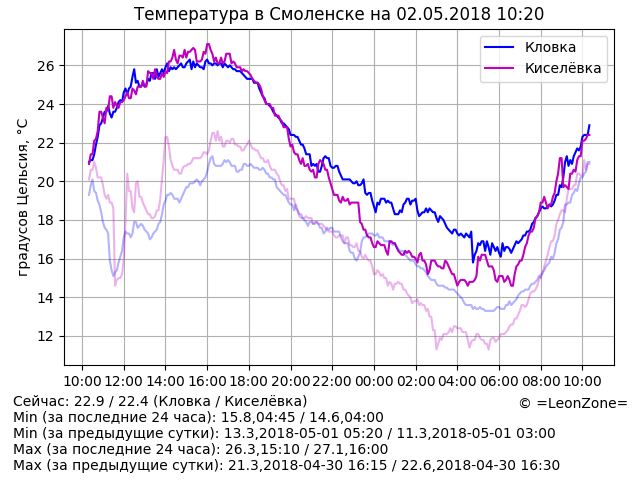 Температура в Смоленске на 02.05.2018 10:20
Кловка
Киселёвка
градусов Цельсия, °C
26
24
22
20
18
16
14
12
10:00 12:00 14:00 16:00 18:00 20:00 22:00 00:00 02:00 04:00 06:00 08:00 10:00
Сейчас: 22.9 / 22.4 (Кловка / Киселёвка)
© =LeonZone=
Min (за последние 24 часа): 15.8,04:45 / 14.6,04:00
Min (за предыдущие сутки): 13.3,2018-05-01 05:20 / 11.3,2018-05-01 03:00
Max (за последние 24 часа): 26.3,15:10 / 27.1,16:00
Max (за предыдущие сутки): 21.3,2018-04-30 16:15 / 22.6,2018-04-30 16:30